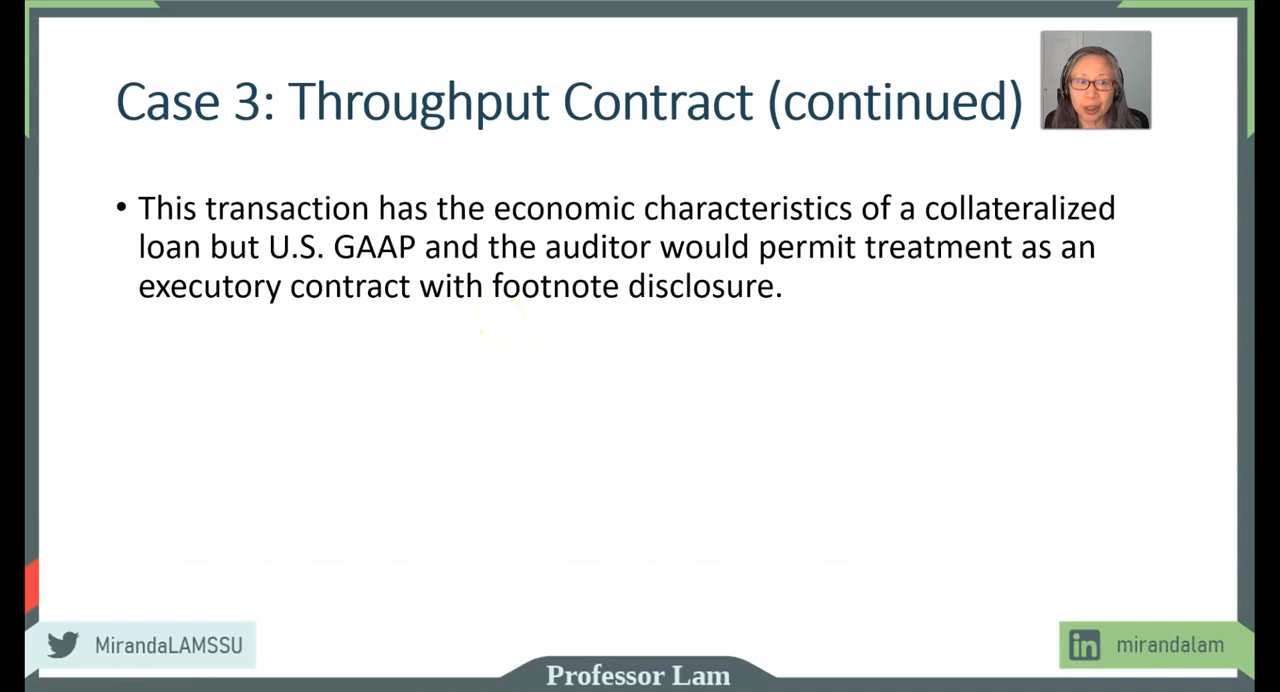 Case 3: Throughput Contract (continued)
• This transaction has the economic characteristics of a collateralized
loan but U.S. GAAP and the auditor would permit treatment as an
executory contract with footnote disclosure.
MirandaLAMSSU
in mirandalam
Professor Lam